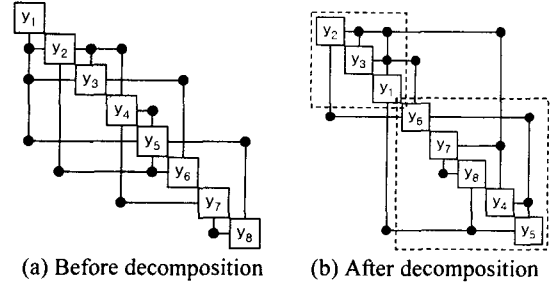 y1
y2
y3
y4
y5
y6
y7
y8
(a) Before decomposition
y2
y3
y1
y6
y7
y8
y4
y5
(b) After decomposition